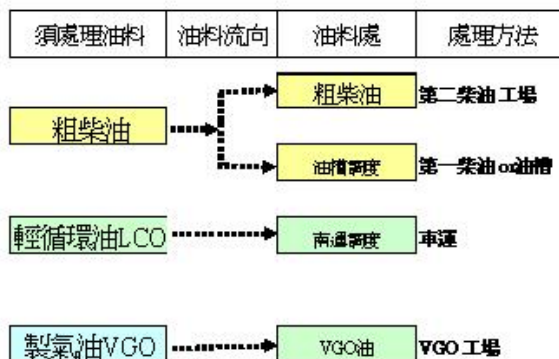 須處理油料 油料流向 油料處 處理方法
粗柴油 第二柴油工場
粗柴油
油槽調度 第一柴油or油槽
輕循環油LCO 南運調度 車運
製氣油VGO VGO油 VGO工場